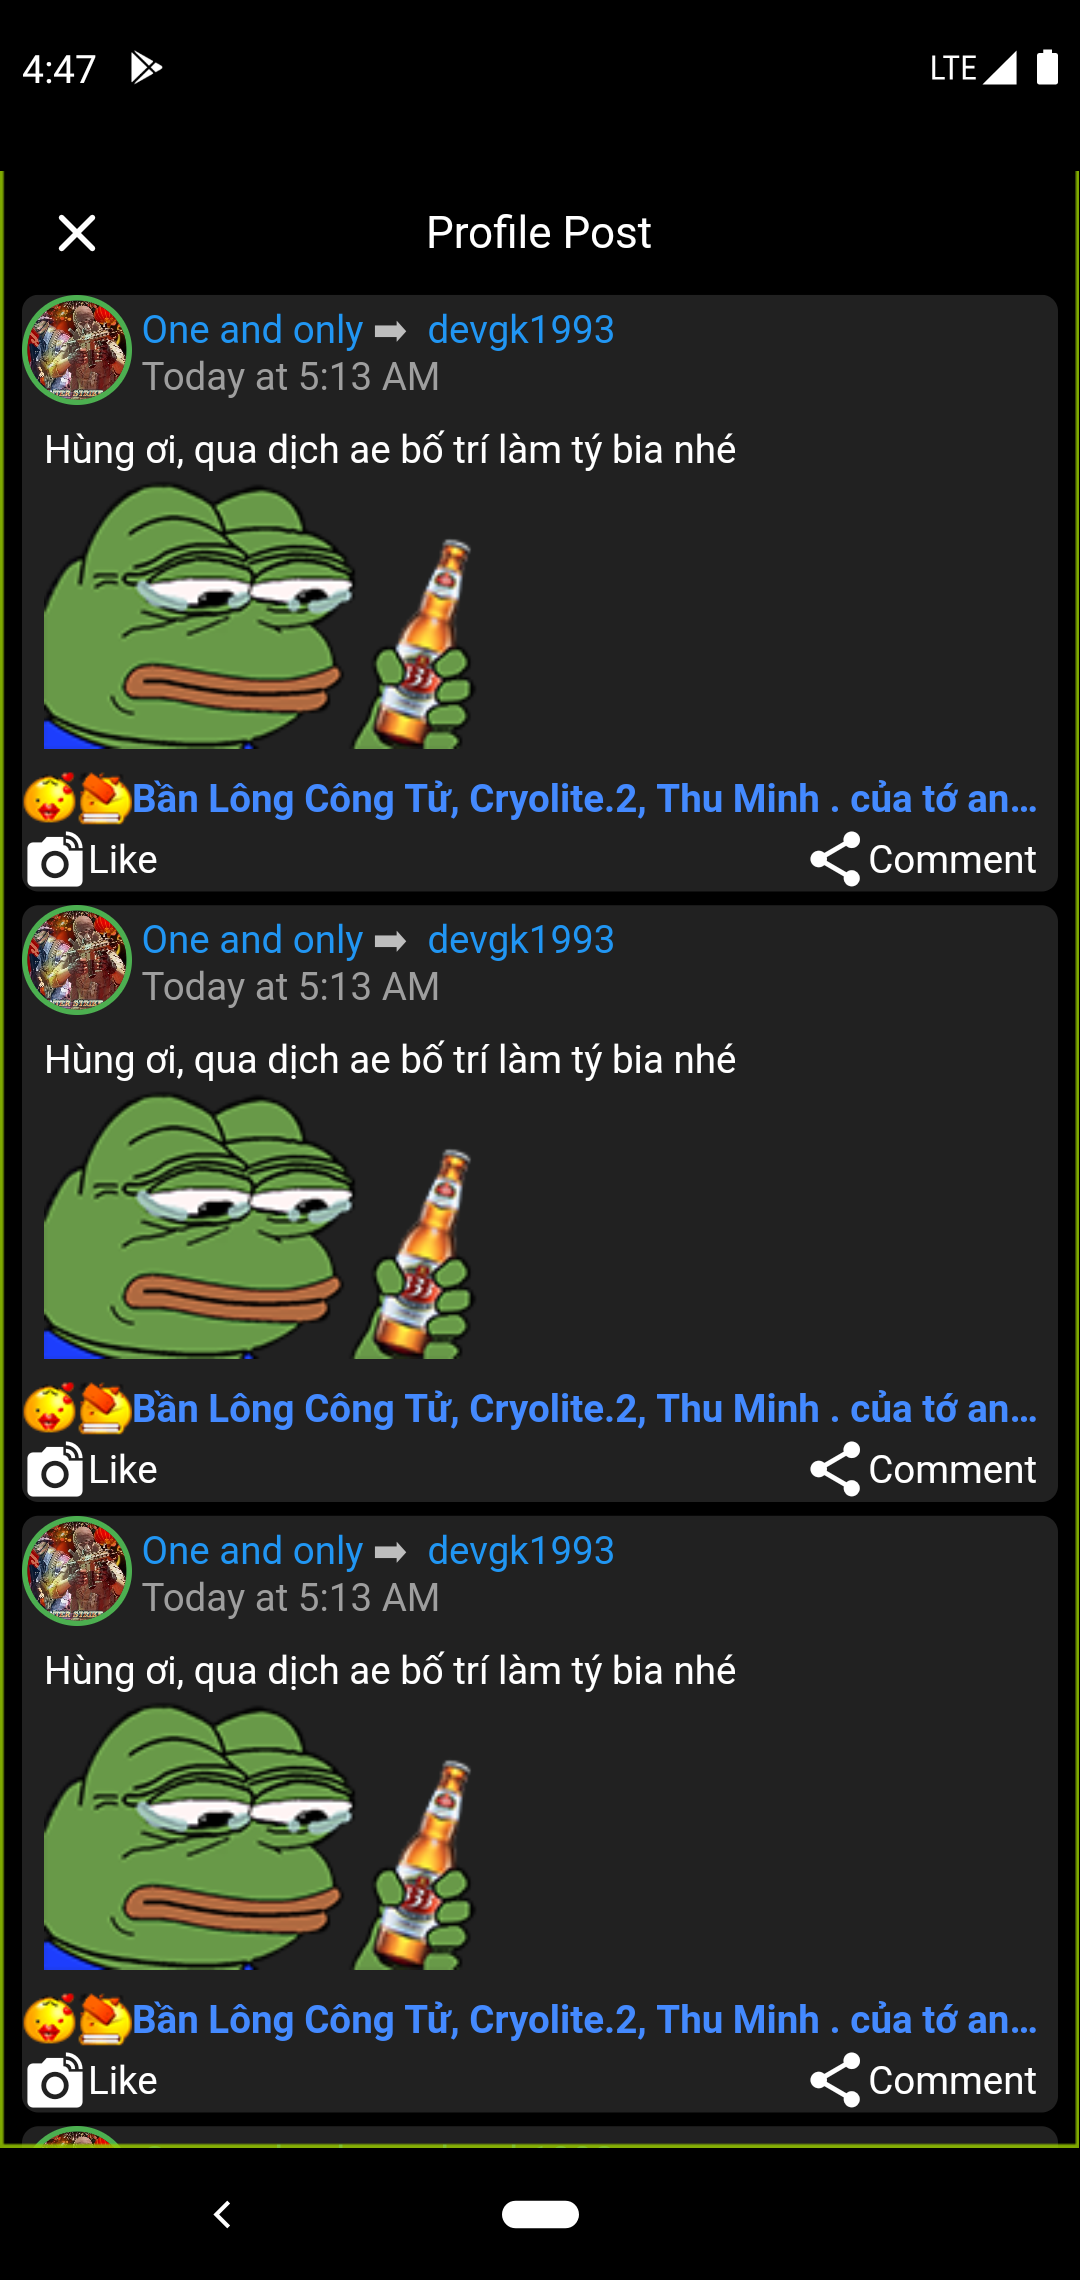 4:47
LTE
Profile Post
One and only ➡ devgk1993
Today at 5:13 AM
Hùng ơi, qua dịch ae bố trí làm tý bia nhé
333
Bần Lông Công Tử, Cryolite.2, Thu Minh . của tớ an...
Like
Comment
One and only ➡ devgk1993
Today at 5:13 AM
Hùng ơi, qua dịch ae bố trí làm tý bia nhé
333
Bần Lông Công Tử, Cryolite.2, Thu Minh . của tớ an...
Like
Comment
One and only ➡ devgk1993
Today at 5:13 AM
Hùng ơi, qua dịch ae bố trí làm tý bia nhé
333
Bần Lông Công Tử, Cryolite.2, Thu Minh . của tớ an...
Like
Comment